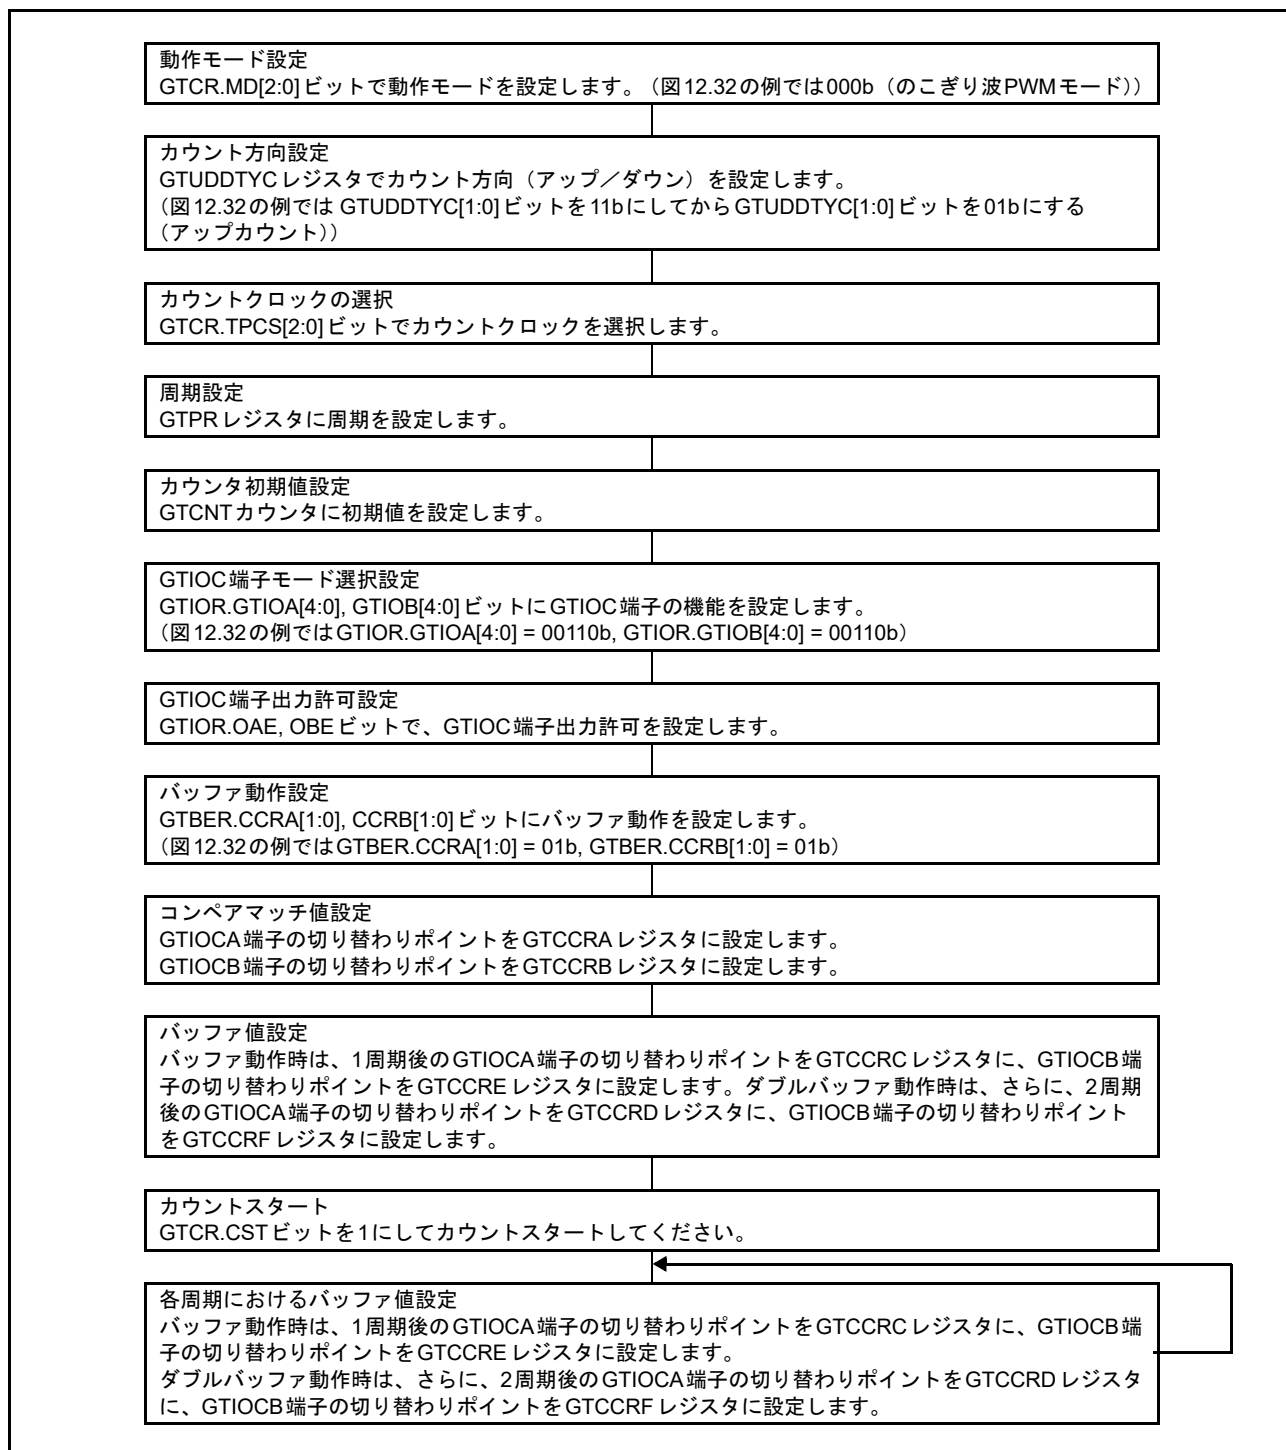 動作モード設定
GTCR.MD[2:0]ビットで動作モードを設定します。（図12.32の例では000b（のこぎり波PWMモード））
カウント方向設定
GTUDDTYCレジスタでカウント方向（アップ／ダウン）を設定します。
（図12.32の例では GTUDDTYC[1:0]ビットを11bにしてからGTUDDTYC[1:0]ビットを01bにする
（アップカウント））
カウントクロックの選択
GTCR.TPCS[2:0]ビットでカウントクロックを選択します。
周期設定
GTPRレジスタに周期を設定します。
カウンタ初期値設定
GTCNTカウンタに初期値を設定します。
GTIOC端子モード選択設定
GTIOR.GTIOA[4:0], GTIOB[4:0]ビットにGTIOC端子の機能を設定します。
（図12.32の例ではGTIOR.GTIOA[4:0] = 00110b, GTIOR.GTIOB[4:0] = 00110b）
GTIOC端子出力許可設定
GTIOR.OAE, OBEビットで、GTIOC端子出力許可を設定します。
バッファ動作設定
GTBER.CCRA[1:0], CCRB[1:0]ビットにバッファ動作を設定します。
（図12.32の例ではGTBER.CCRA[1:0] = 01b, GTBER.CCRB[1:0] = 01b）
コンペアマッチ値設定
GTIOCA端子の切り替わりポイントをGTCCRAレジスタに設定します。
GTIOCB端子の切り替わりポイントをGTCCRBレジスタに設定します。
バッファ値設定
バッファ動作時は、1周期後のGTIOCA端子の切り替わりポイントをGTCCRCレジスタに、GTIOCB端
子の切り替わりポイントをGTCCREレジスタに設定します。ダブルバッファ動作時は、さらに、2周期
後のGTIOCA端子の切り替わりポイントをGTCCRDレジスタに、GTIOCB端子の切り替わりポイント
をGTCCRFレジスタに設定します。
カウントスタート
GTCR.CSTビットを1にしてカウントスタートしてください。
各周期におけるバッファ値設定
バッファ動作時は、1周期後のGTIOCA端子の切り替わりポイントをGTCCRCレジスタに、GTIOCB端
子の切り替わりポイントをGTCCREレジスタに設定します。
ダブルバッファ動作時は、さらに、2周期後のGTIOCA端子の切り替わりポイントをGTCCRDレジスタ
に、GTIOCB端子の切り替わりポイントをGTCCRFレジスタに設定します。